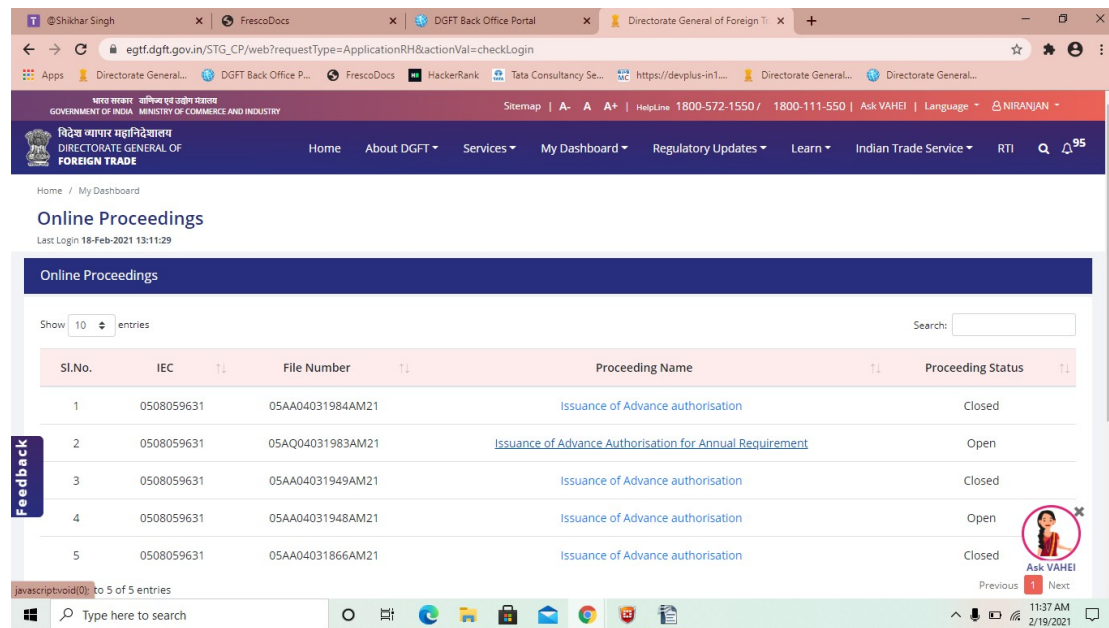 @Shikhar Singh
FrescoDocs
DGFT Back Office Portal
Directorate General of Foreign Tr
egtf.dgft.gov.in/STG_CP/web?requestType=ApplicationRH&actionVal=checkLogin
Apps Directorate General... DGFT Back Office P... FrescoDocs HackerRank Tata Consultancy Se... https://devplus-in1.... Directorate General... Directorate General...
भारत सरकार वाणिज्य एवं उद्योग मंत्रालय
GOVERNMENT OF INDIA MINISTRY OF COMMERCE AND INDUSTRY
Sitemap | A- A A+ | HelpLine 1800-572-1550 / 1800-111-550 | Ask VAHEI | Language NIRANJAN
विदेश व्यापार महानिदेशालय
DIRECTORATE GENERAL OF
FOREIGN TRADE
Home About DGFT Services My Dashboard Regulatory Updates Learn Indian Trade Service RTI 95
Home / My Dashboard
Online Proceedings
Last Login 18-Feb-2021 13:11:29
Online Proceedings
Show 10 entries Search:
Sl.No. IEC File Number Proceeding Name Proceeding Status
1 0508059631 05AA04031984AM21 Issuance of Advance authorisation Closed
2 0508059631 05AQ04031983AM21 Issuance of Advance Authorisation for Annual Requirement Open
3 0508059631 05AA04031949AM21 Issuance of Advance authorisation Closed
4 0508059631 05AA04031948AM21 Issuance of Advance authorisation Open
5 0508059631 05AA04031866AM21 Issuance of Advance authorisation Closed
Feedback
Ask VAHEI
javascript:void(0); to 5 of 5 entries Previous 1 Next
Type here to search
11:37 AM
2/19/2021